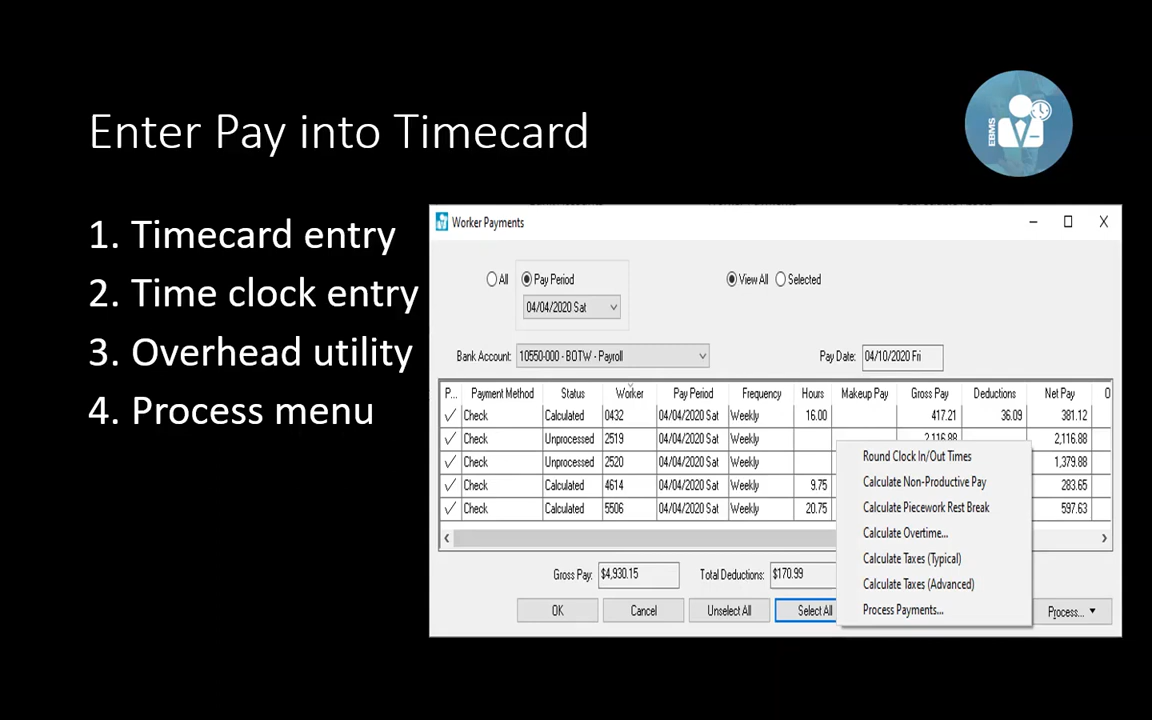 Enter Pay into Timecard
EBMS
1. Timecard entry
2. Time clock entry
3. Overhead utility
4. Process menu
Worker Payments
All Pay Period View All Selected
04/04/2020 Sat
Bank Account: 10550-000 - BOTW - Payroll Pay Date: 04/10/2020 Fri
P... Payment Method Status Worker Pay Period Frequency Hours Makeup Pay Gross Pay Deductions Net Pay O
Check Calculated 0432 04/04/2020 Sat Weekly 16.00 417.21 36.09 381.12
Check Unprocessed 2519 04/04/2020 Sat Weekly 2,116.88 2,116.88
Check Unprocessed 2520 04/04/2020 Sat Weekly 1,379.88
Check Calculated 4614 04/04/2020 Sat Weekly 9.75 283.65
Check Calculated 5506 04/04/2020 Sat Weekly 20.75 597.63
Round Clock In/Out Times
Calculate Non-Productive Pay
Calculate Piecework Rest Break
Calculate Overtime...
Calculate Taxes (Typical)
Calculate Taxes (Advanced)
Process Payments...
Gross Pay: $4,930.15 Total Deductions: $170.99
OK Cancel Unselect All Select All Process...